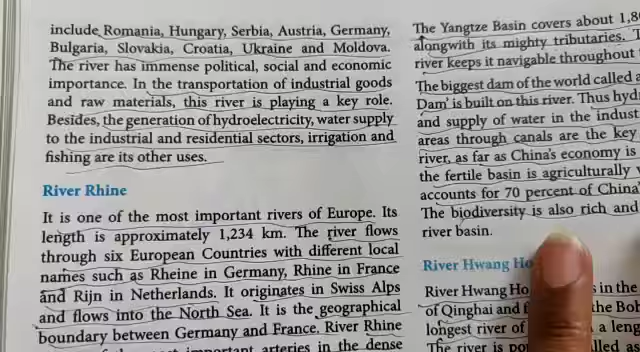 include Romania, Hungary, Serbia, Austria, Germany,
Bulgaria, Slovakia, Croatia, Ukraine and Moldova.
The river has immense political, social and economic
importance. In the transportation of industrial goods
and raw materials, this river is playing a key role.
Besides, the generation of hydroelectricity, water supply
to the industrial and residential sectors, irrigation and
fishing are its other uses.
River Rhine
It is one of the most important rivers of Europe. Its
length is approximately 1,234 km. The river flows
through six European Countries with different local
names such as Rheine in Germany, Rhine in France
and Rijn in Netherlands. It originates in Swiss Alps
and flows into the North Sea. It is the geographical
boundary between Germany and France. River Rhine
important arteries in the dense
The Yangtze Basin covers about
alongwith its mighty tributaries.
river keeps it navigable throughout
The biggest dam of the world called
Dam' is built on this river. Thus
and supply of water in the
areas through canals are the key
river, as far as China's economy is
the fertile basin is agriculturally
accounts for 70 percent of
The biodiversity is also rich and
river basin.
River Hwang
River Hwang in the
of Qinghai and the
longest river of a
The river is